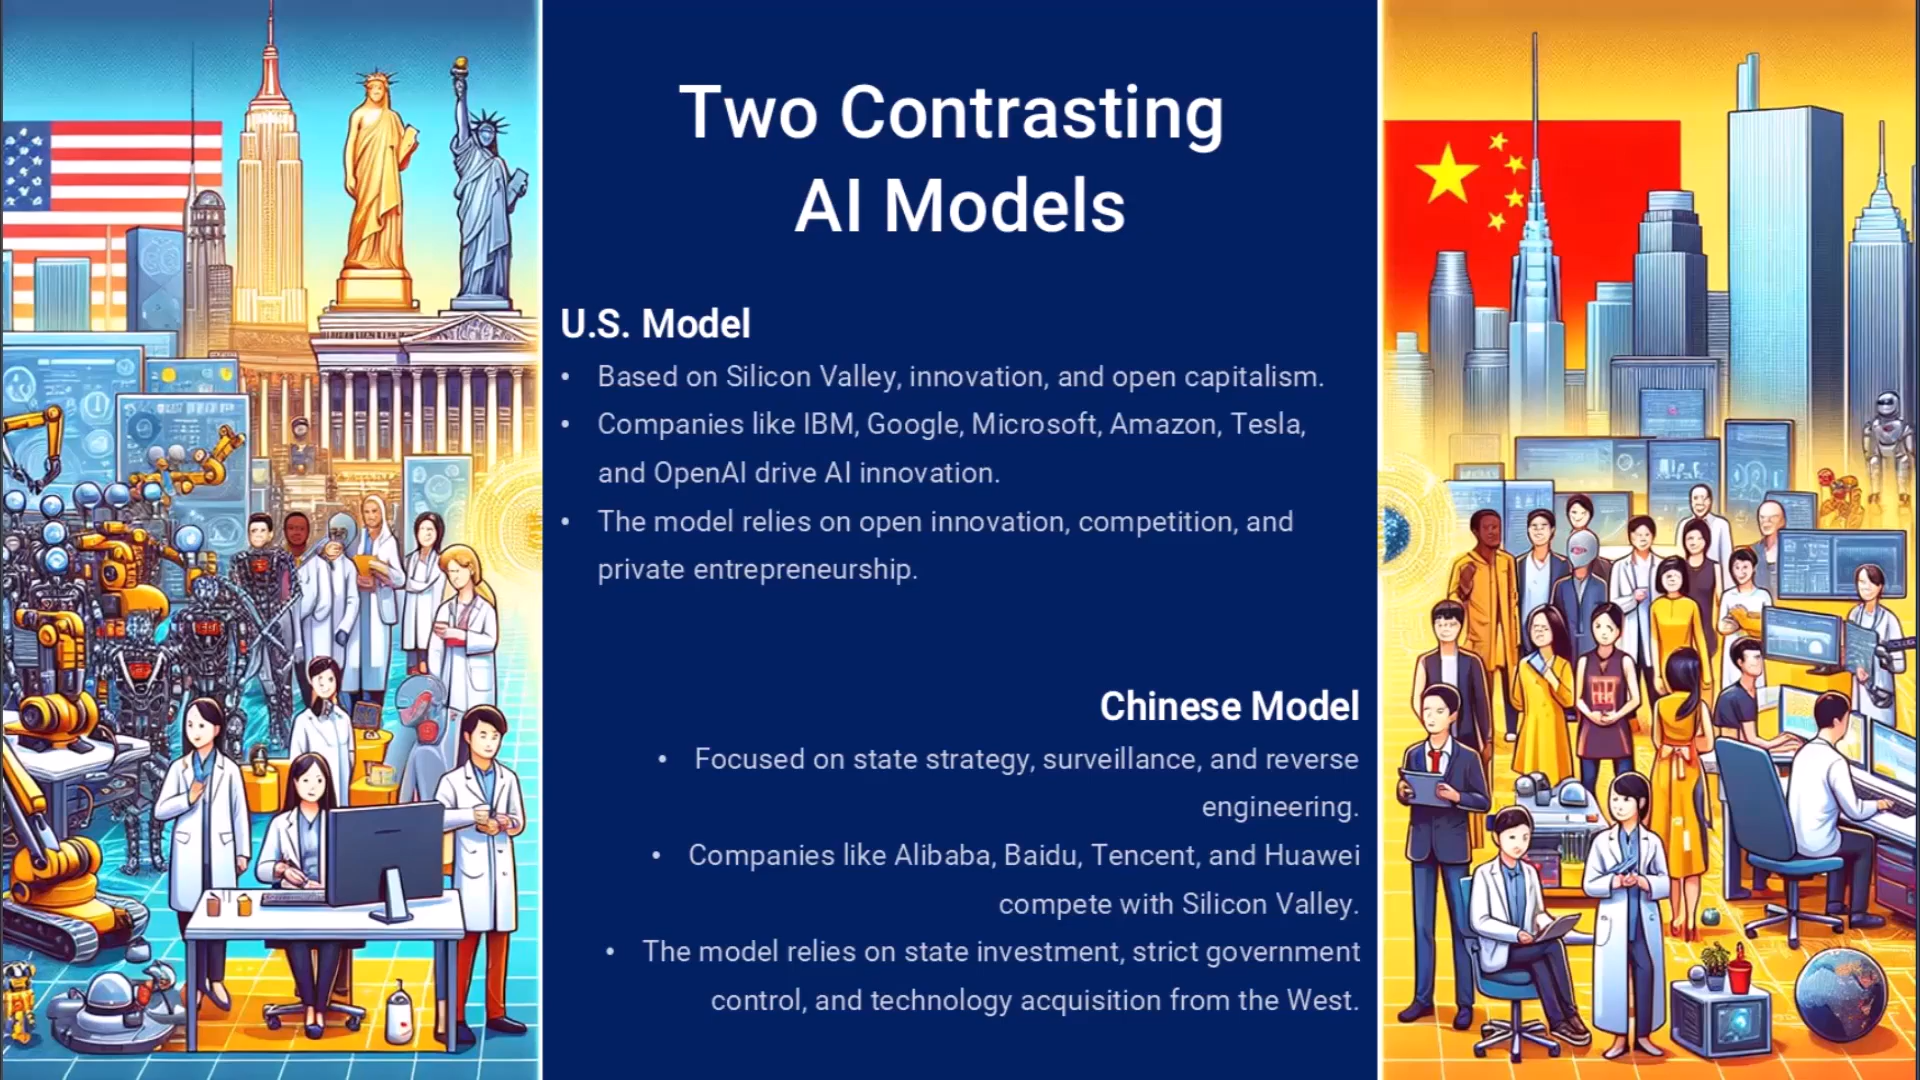 Two Contrasting
AI Models
U.S. Model
• Based on Silicon Valley, innovation, and open capitalism.
• Companies like IBM, Google, Microsoft, Amazon, Tesla,
and OpenAI drive AI innovation.
• The model relies on open innovation, competition, and
private entrepreneurship.
Chinese Model
• Focused on state strategy, surveillance, and reverse
engineering.
• Companies like Alibaba, Baidu, Tencent, and Huawei
compete with Silicon Valley.
• The model relies on state investment, strict government
control, and technology acquisition from the West.